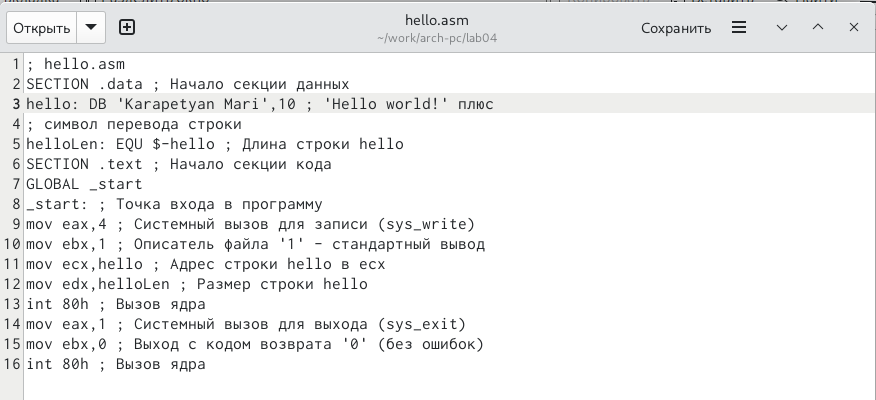 Открыть
hello.asm
~/work/arch-pc/lab04
Сохранить
1 ; hello.asm
2 SECTION .data ; Начало секции данных
3 hello: DB 'Karapetyan Mari',10 ; 'Hello world!' плюс
4 ; символ перевода строки
5 helloLen: EQU $-hello ; Длина строки hello
6 SECTION .text ; Начало секции кода
7 GLOBAL _start
8 _start: ; Точка входа в программу
9 mov eax,4 ; Системный вызов для записи (sys_write)
10 mov ebx,1 ; Описатель файла '1' - стандартный вывод
11 mov ecx,hello ; Адрес строки hello в ecx
12 mov edx,helloLen ; Размер строки hello
13 int 80h ; Вызов ядра
14 mov eax,1 ; Системный вызов для выхода (sys_exit)
15 mov ebx,0 ; Выход с кодом возврата '0' (без ошибок)
16 int 80h ; Вызов ядра